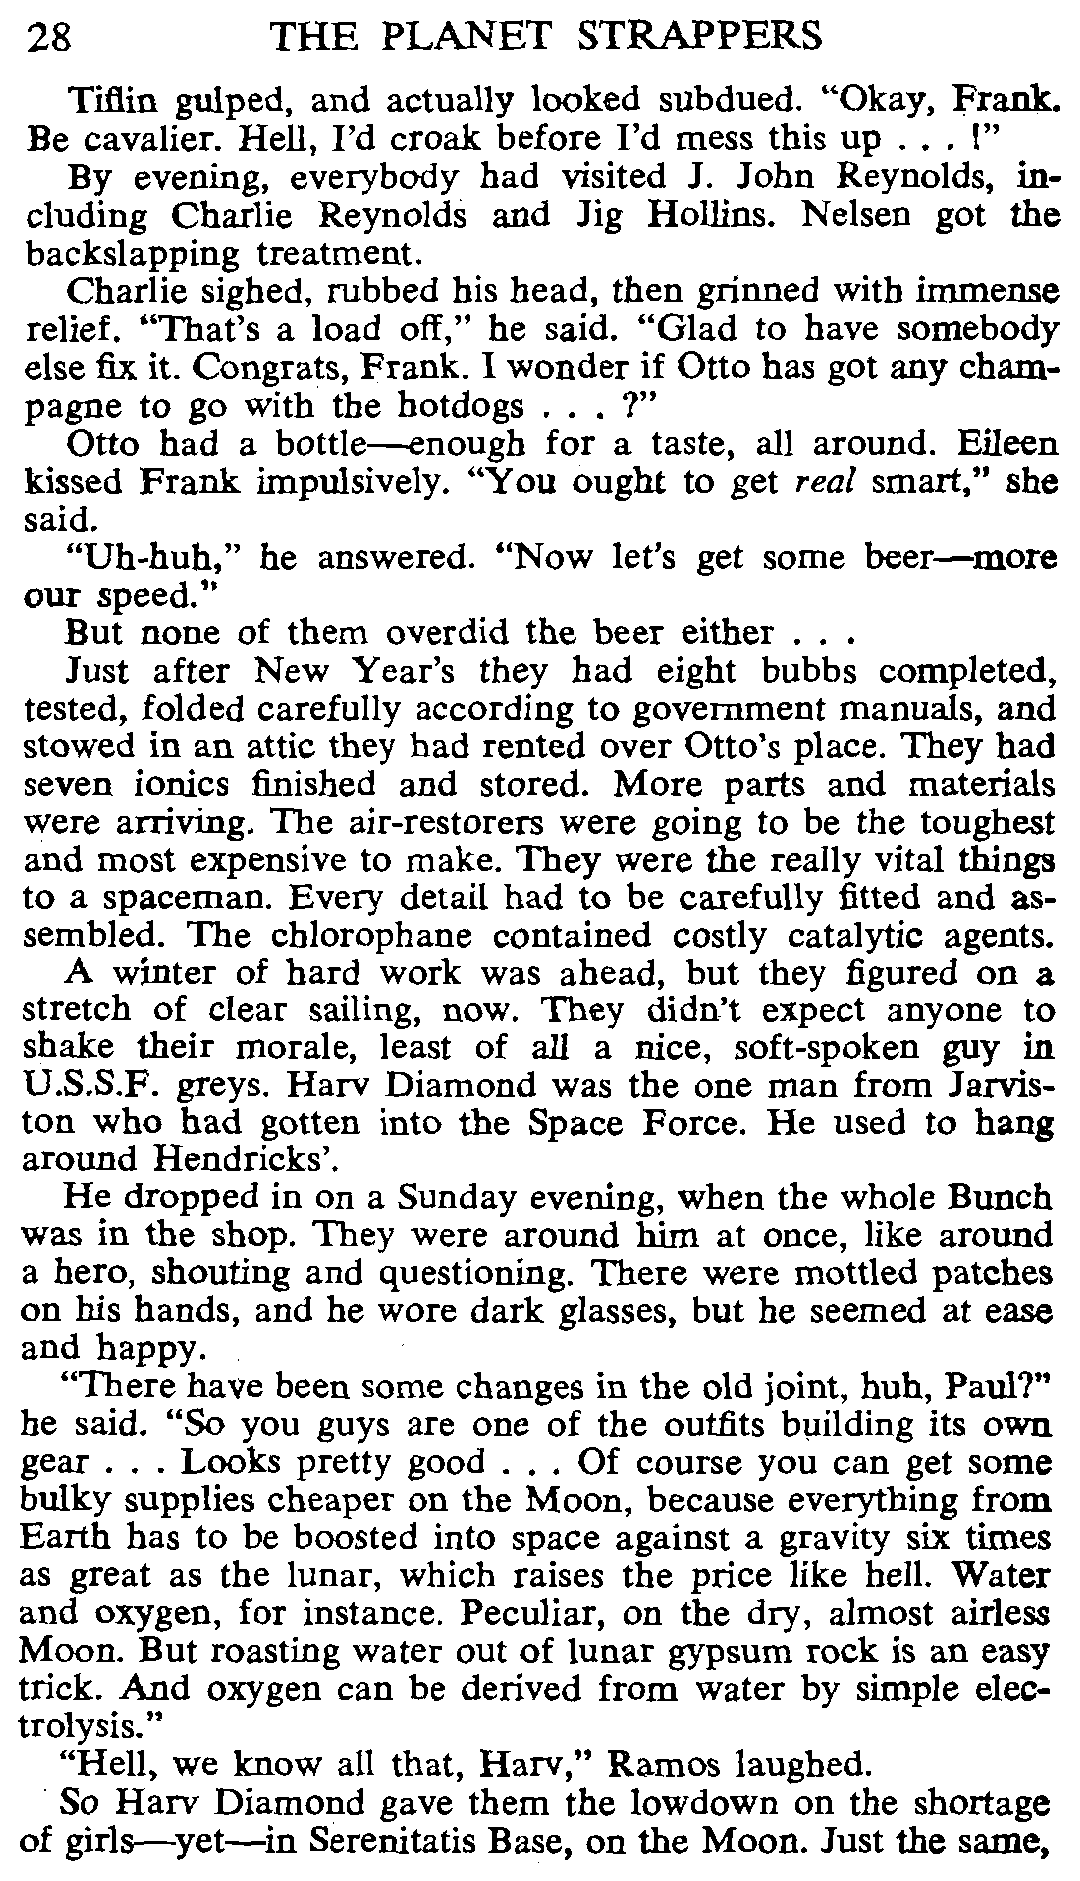 28 THE PLANET STRAPPERS
Tiflin gulped, and actually looked subdued. “Okay, Frank.
Be cavalier. Hell, I’d croak before I’d mess this up . . . !”
By evening, everybody had visited J. John Reynolds, in-
cluding Charlie Reynolds and Jig Hollins. Nelsen got the
backslapping treatment.
Charlie sighed, rubbed his head, then grinned with immense
relief. “That’s a load off,” he said. “Glad to have somebody
else fix it. Congrats, Frank. I wonder if Otto has got any cham-
pagne to go with the hotdogs . . . ?”
Otto had a bottle—enough for a taste, all around. Eileen
kissed Frank impulsively. “You ought to get real smart,” she
said.
“Uh-huh,” he answered. “Now let’s get some beer—more
our speed.”
But none of them overdid the beer either . . .
Just after New Year’s they had eight bubbs completed,
tested, folded carefully according to government manuals, and
stowed in an attic they had rented over Otto’s place. They had
seven ionics finished and stored. More parts and materials
were arriving. The air-restorers were going to be the toughest
and most expensive to make. They were the really vital things
to a spaceman. Every detail had to be carefully fitted and as-
sembled. The chlorophane contained costly catalytic agents.
A winter of hard work was ahead, but they figured on a
stretch of clear sailing, now. They didn’t expect anyone to
shake their morale, least of all a nice, soft-spoken guy in
U.S.S.F. greys. Harv Diamond was the one man from Jarvis-
ton who had gotten into the Space Force. He used to hang
around Hendricks’.
He dropped in on a Sunday evening, when the whole Bunch
was in the shop. They were around him at once, like around
a hero, shouting and questioning. There were mottled patches
on his hands, and he wore dark glasses, but he seemed at ease
and happy.
“There have been some changes in the old joint, huh, Paul?”
he said. “So you guys are one of the outfits building its own
gear . . . Looks pretty good . . . Of course you can get some
bulky supplies cheaper on the Moon, because everything from
Earth has to be boosted into space against a gravity six times
as great as the lunar, which raises the price like hell. Water
and oxygen, for instance. Peculiar, on the dry, almost airless
Moon. But roasting water out of lunar gypsum rock is an easy
trick. And oxygen can be derived from water by simple elec-
trolysis.”
“Hell, we know all that, Harv,” Ramos laughed.
So Harv Diamond gave them the lowdown on the shortage
of girls—yet—in Serenitatis Base, on the Moon. Just the same,